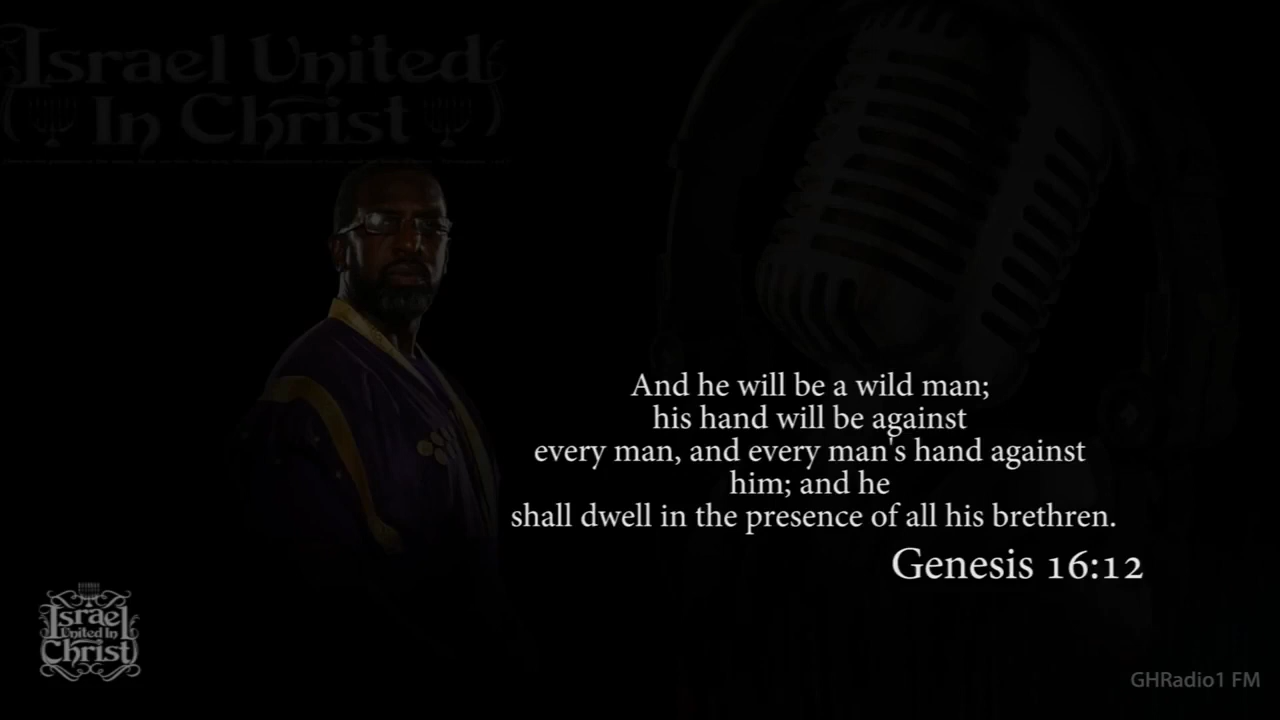 Israel United
In Christ
And he will be a wild man;
his hand will be against
every man, and every man's hand against
him; and he
shall dwell in the presence of all his brethren.
Genesis 16:12
Israel
United In
Christ
GHRadio1 FM